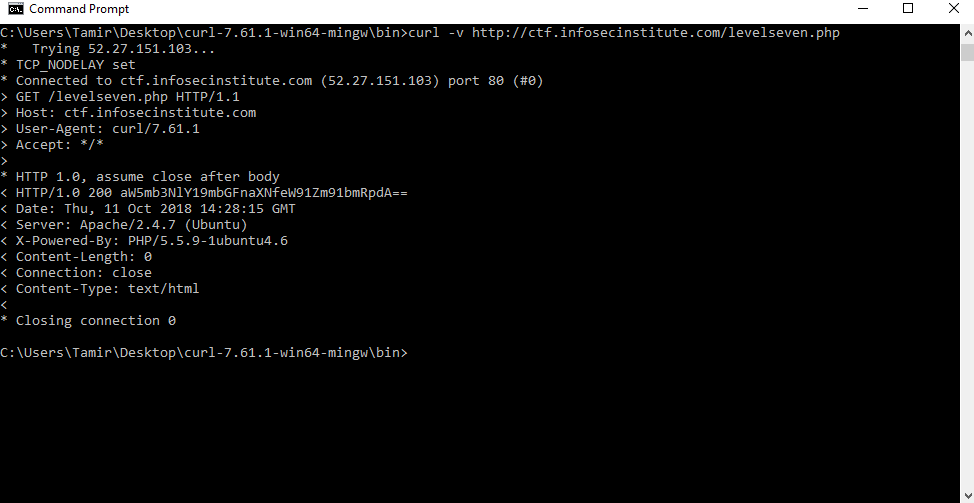 Command Prompt
C:\Users\Tamir\Desktop\curl-7.61.1-win64-mingw\bin>curl -v http://ctf.infosecinstitute.com/levelseven.php
*   Trying 52.27.151.103...
* TCP_NODELAY set
* Connected to ctf.infosecinstitute.com (52.27.151.103) port 80 (#0)
> GET /levelseven.php HTTP/1.1
> Host: ctf.infosecinstitute.com
> User-Agent: curl/7.61.1
> Accept: */*
>
* HTTP 1.0, assume close after body
< HTTP/1.0 200 aW5mb3NlY19mbGFnaXNfeW91Zm91bmRpdA==
< Date: Thu, 11 Oct 2018 14:28:15 GMT
< Server: Apache/2.4.7 (Ubuntu)
< X-Powered-By: PHP/5.5.9-1ubuntu4.6
< Content-Length: 0
< Connection: close
< Content-Type: text/html
<
* Closing connection 0
C:\Users\Tamir\Desktop\curl-7.61.1-win64-mingw\bin>